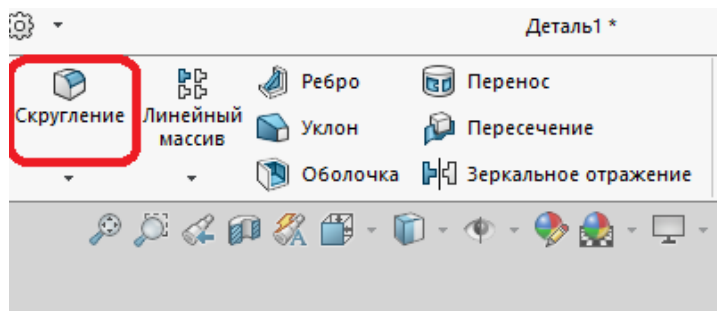 Деталь1 *
Скругление
Линейный
массив
Ребро
Уклон
Оболочка
Перенос
Пересечение
Зеркальное отражение